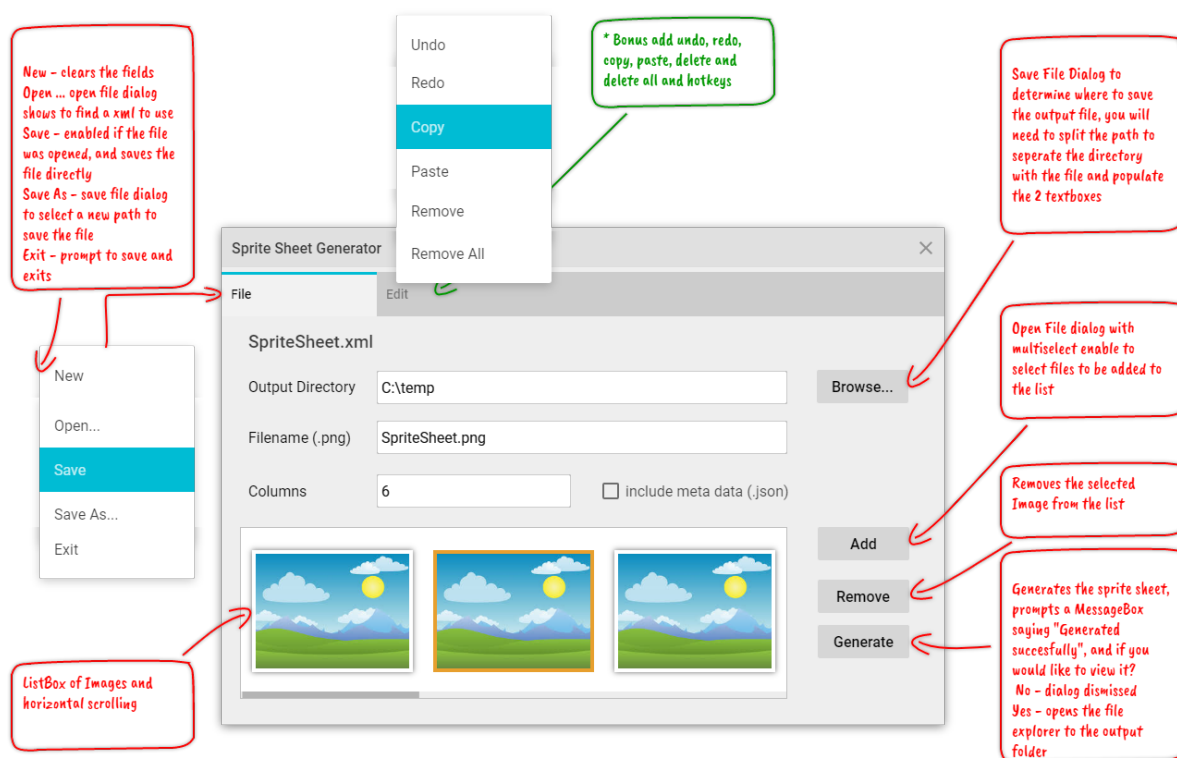 New - clears the fields
Open ... open file dialog
shows to find a xml to use
Save - enabled if the file
was opened, and saves the
file directly
Save As - save file dialog
to select a new path to
save the file
Exit - prompt to save and
exits
Undo
Redo
Copy
Paste
Remove
Remove All
* Bonus add undo, redo,
copy, paste, delete and
delete all and hotkeys
Save File Dialog to
determine where to save
the output file, you will
need to split the path to
seperate the directory
with the file and populate
the 2 textboxes
New
Open...
Save
Save As...
Exit
Sprite Sheet Generator
File
Edit
SpriteSheet.xml
Output Directory
C:\temp
Browse...
Filename (.png)
SpriteSheet.png
Columns
6
include meta data (.json)
Add
Remove
Generate
Open File dialog with
multiselect enable to
select files to be added to
the list
Removes the selected
Image from the list
Generates the sprite sheet,
prompts a MessageBox
saying "Generated
succesfully", and if you
would like to view it?
No - dialog dismissed
Yes - opens the file
explorer to the output
folder
ListBox of Images and
horizontal scrolling